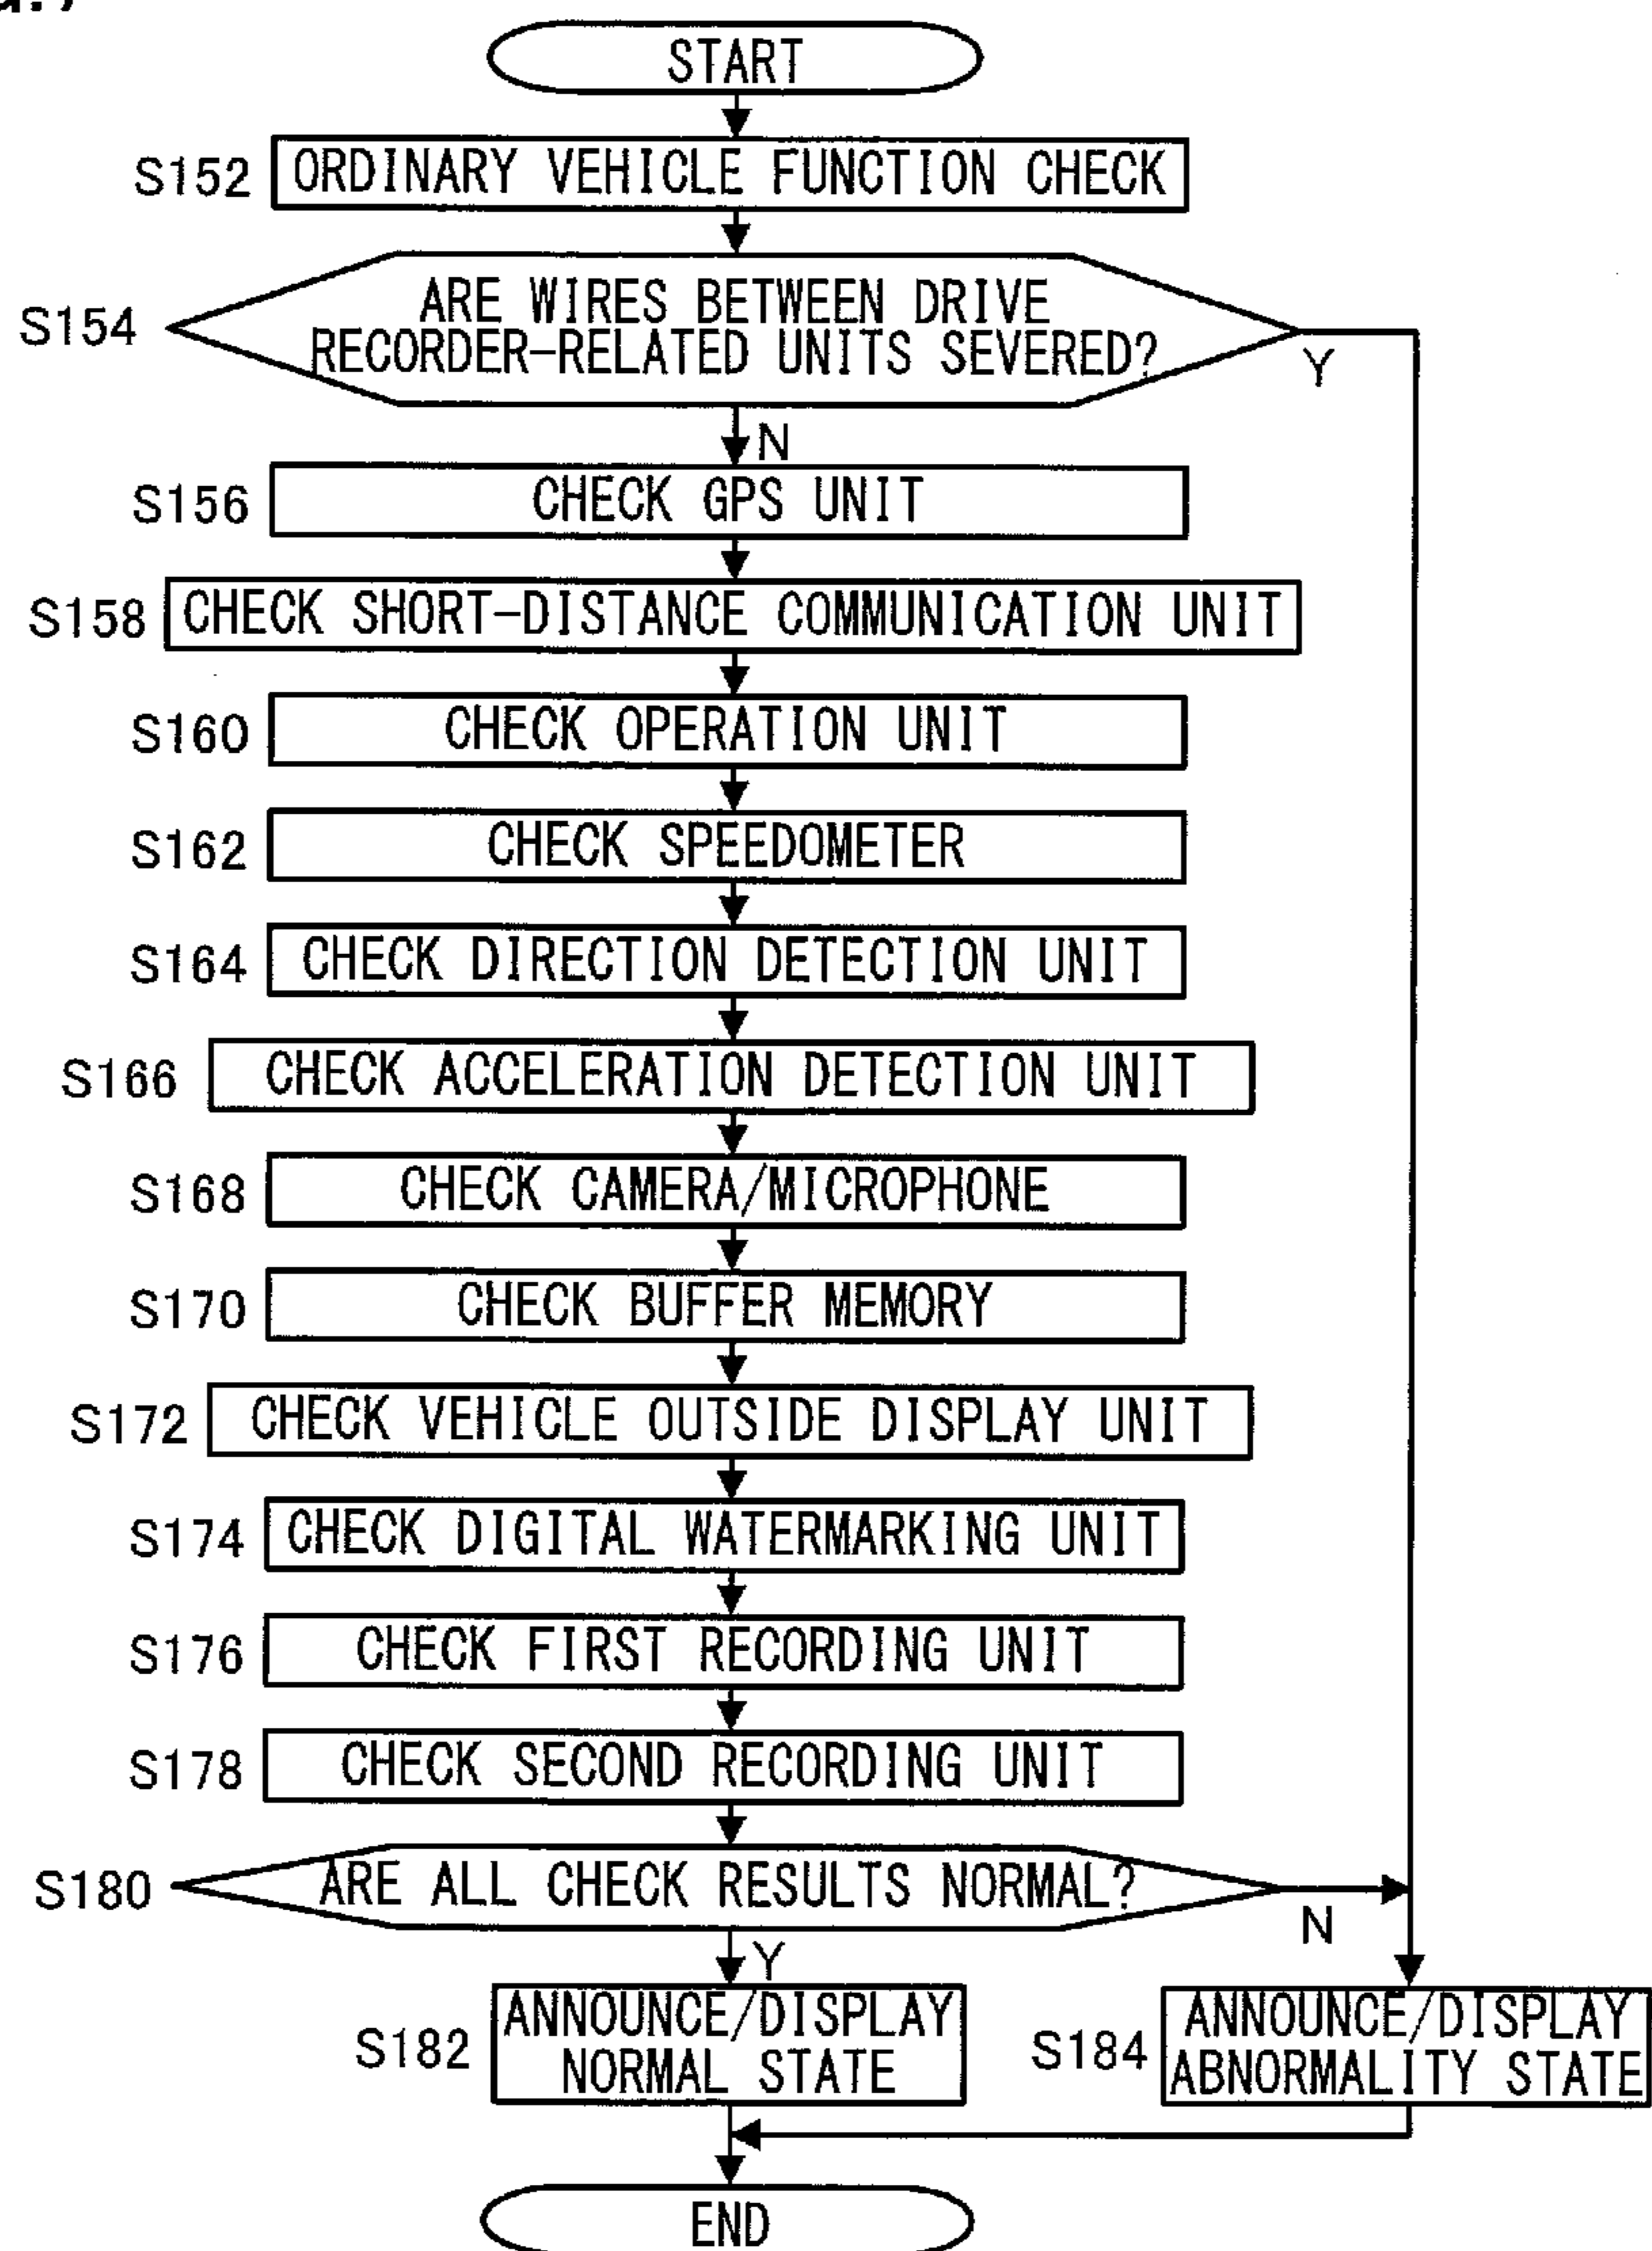 START
S152 ORDINARY VEHICLE FUNCTION CHECK
S154 ARE WIRES BETWEEN DRIVE
RECORDER-RELATED UNITS SEVERED?
Y
N
S156 CHECK GPS UNIT
S158 CHECK SHORT-DISTANCE COMMUNICATION UNIT
S160 CHECK OPERATION UNIT
S162 CHECK SPEEDOMETER
S164 CHECK DIRECTION DETECTION UNIT
S166 CHECK ACCELERATION DETECTION UNIT
S168 CHECK CAMERA/MICROPHONE
S170 CHECK BUFFER MEMORY
S172 CHECK VEHICLE OUTSIDE DISPLAY UNIT
S174 CHECK DIGITAL WATERMARKING UNIT
S176 CHECK FIRST RECORDING UNIT
S178 CHECK SECOND RECORDING UNIT
S180 ARE ALL CHECK RESULTS NORMAL?
N
Y
S182 ANNOUNCE/DISPLAY
NORMAL STATE
S184 ANNOUNCE/DISPLAY
ABNORMALITY STATE
END